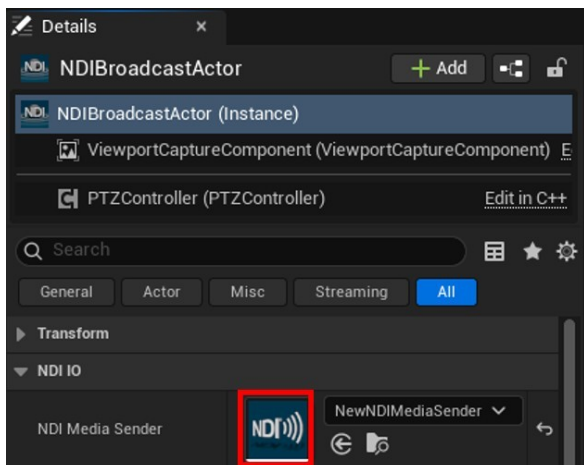 Details
NDI NDIBroadcastActor
+ Add
NDI NDIBroadcastActor (Instance)
ViewportCaptureComponent (ViewportCaptureComponent) E
PTZController (PTZController) Edit in C++
Search
General Actor Misc Streaming All
Transform
NDI IO
NDI Media Sender
NDI
NewNDIMediaSender